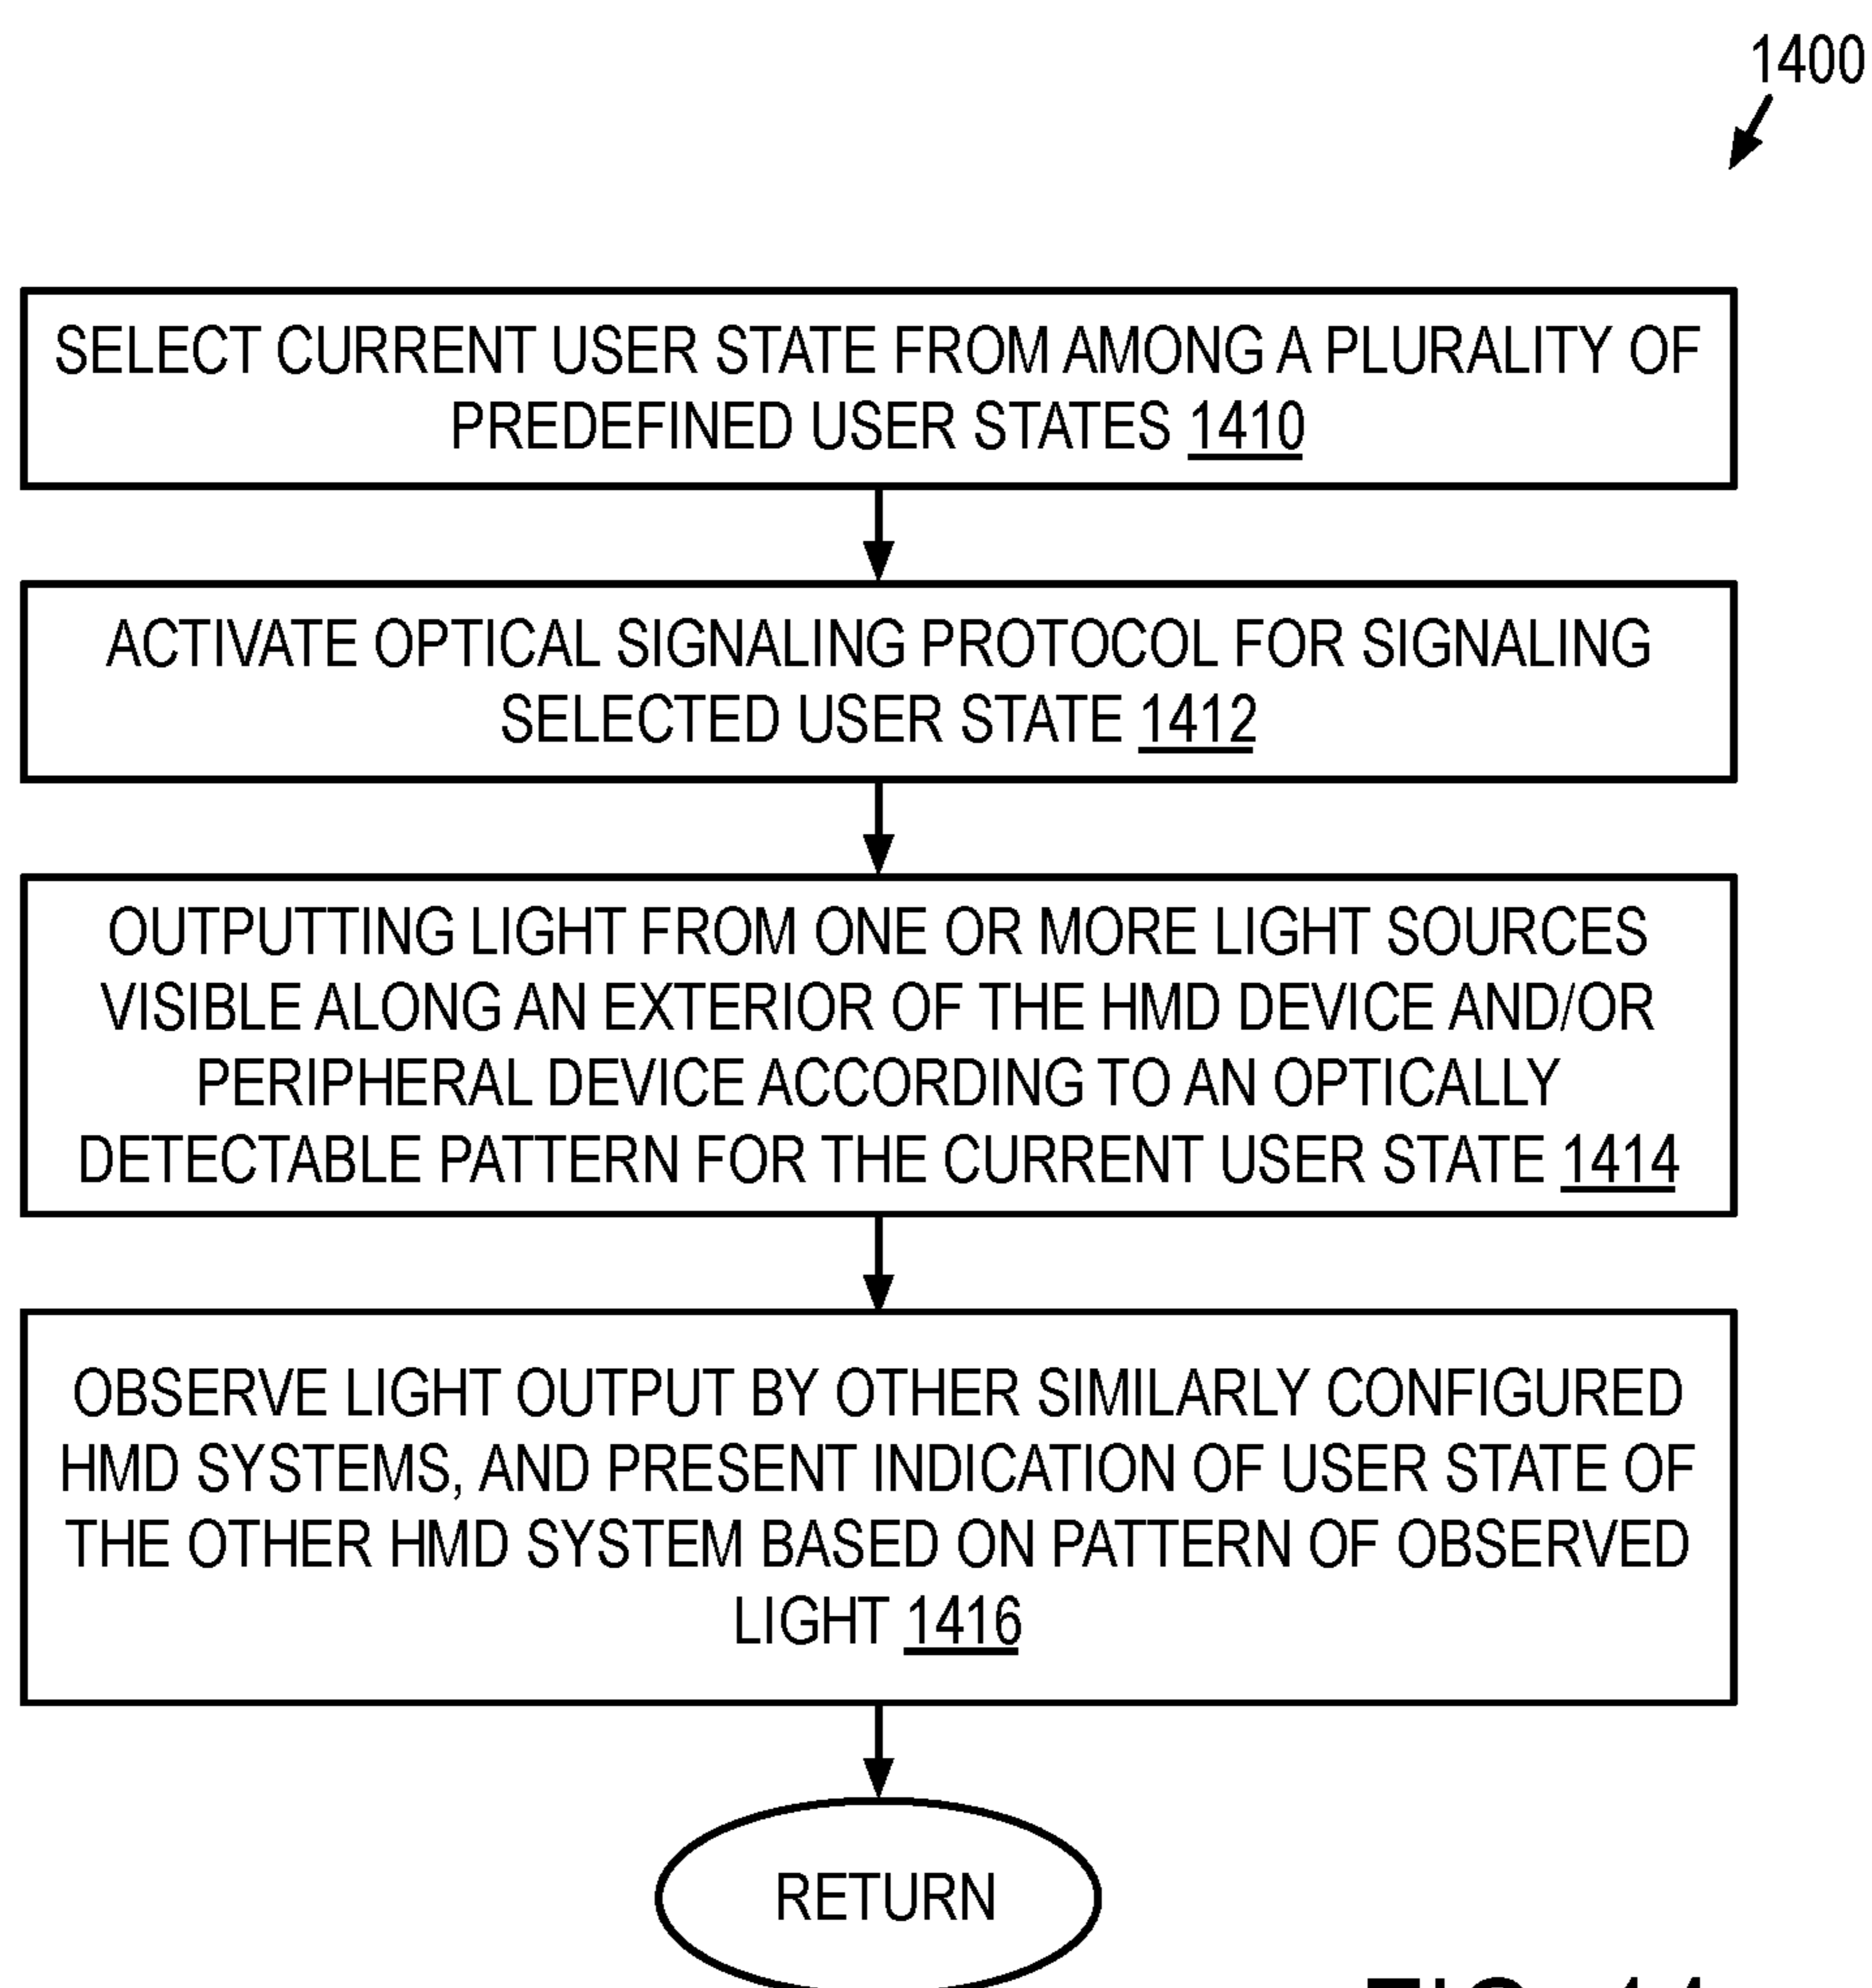 1400
SELECT CURRENT USER STATE FROM AMONG A PLURALITY OF
PREDEFINED USER STATES 1410
ACTIVATE OPTICAL SIGNALING PROTOCOL FOR SIGNALING
SELECTED USER STATE 1412
OUTPUTTING LIGHT FROM ONE OR MORE LIGHT SOURCES
VISIBLE ALONG AN EXTERIOR OF THE HMD DEVICE AND/OR
PERIPHERAL DEVICE ACCORDING TO AN OPTICALLY
DETECTABLE PATTERN FOR THE CURRENT USER STATE 1414
OBSERVE LIGHT OUTPUT BY OTHER SIMILARLY CONFIGURED
HMD SYSTEMS, AND PRESENT INDICATION OF USER STATE OF
THE OTHER HMD SYSTEM BASED ON PATTERN OF OBSERVED
LIGHT 1416
RETURN